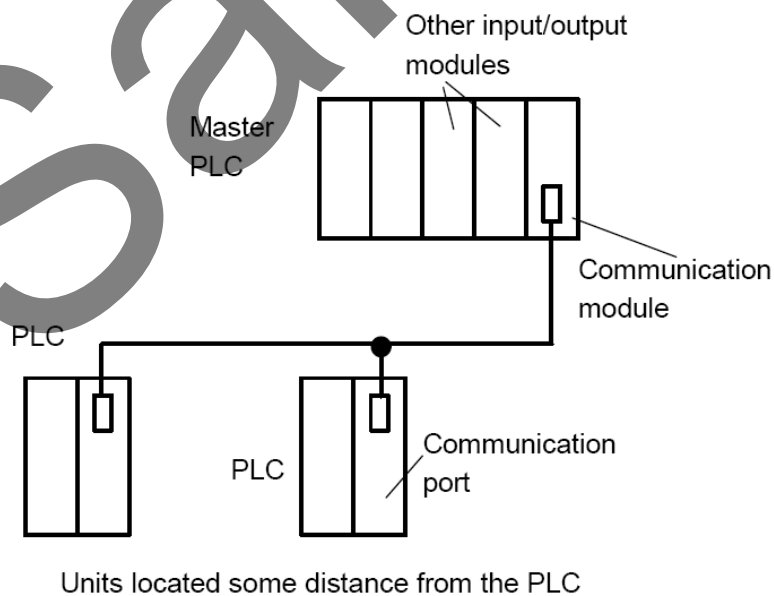 Other input/output
modules
Master
PLC
Communication
module
PLC
PLC
Communication
port
Units located some distance from the PLC